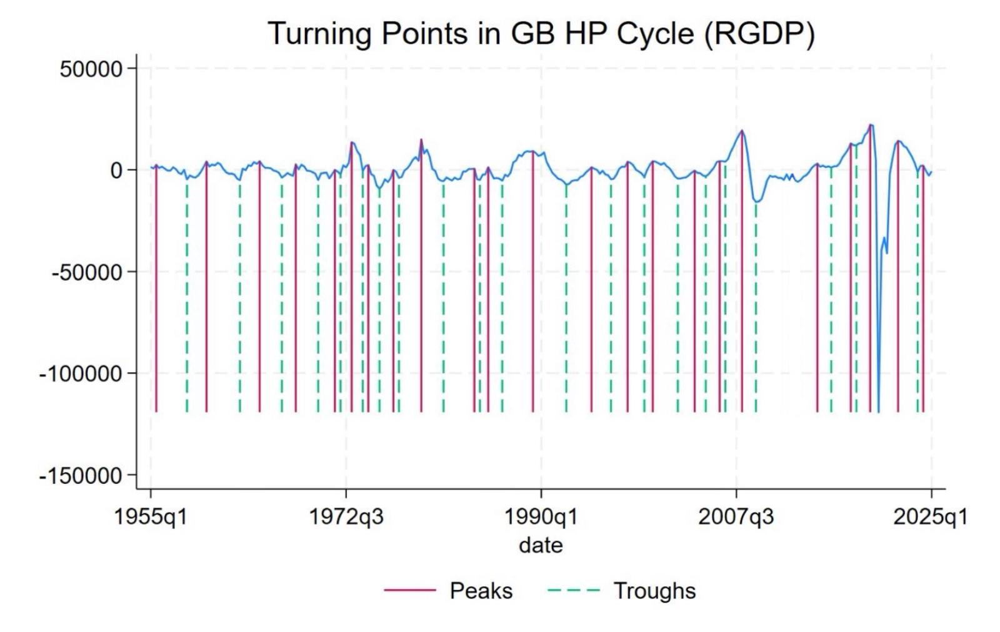 Turning Points in GB HP Cycle (RGDP)
50000
0
-50000
-100000
-150000
1955q1 1972q3 1990q1 2007q3 2025q1
date
Peaks Troughs